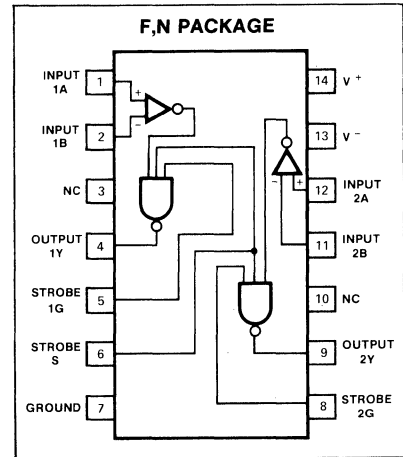 F,N PACKAGE
INPUT
1A
1
+
INPUT
1B
2
−
NC
3
OUTPUT
1Y
4
STROBE
1G
5
STROBE
S
6
GROUND
7
14
V +
13
V −
−
+
12
INPUT
2A
11
INPUT
2B
10
NC
9
OUTPUT
2Y
8
STROBE
2G